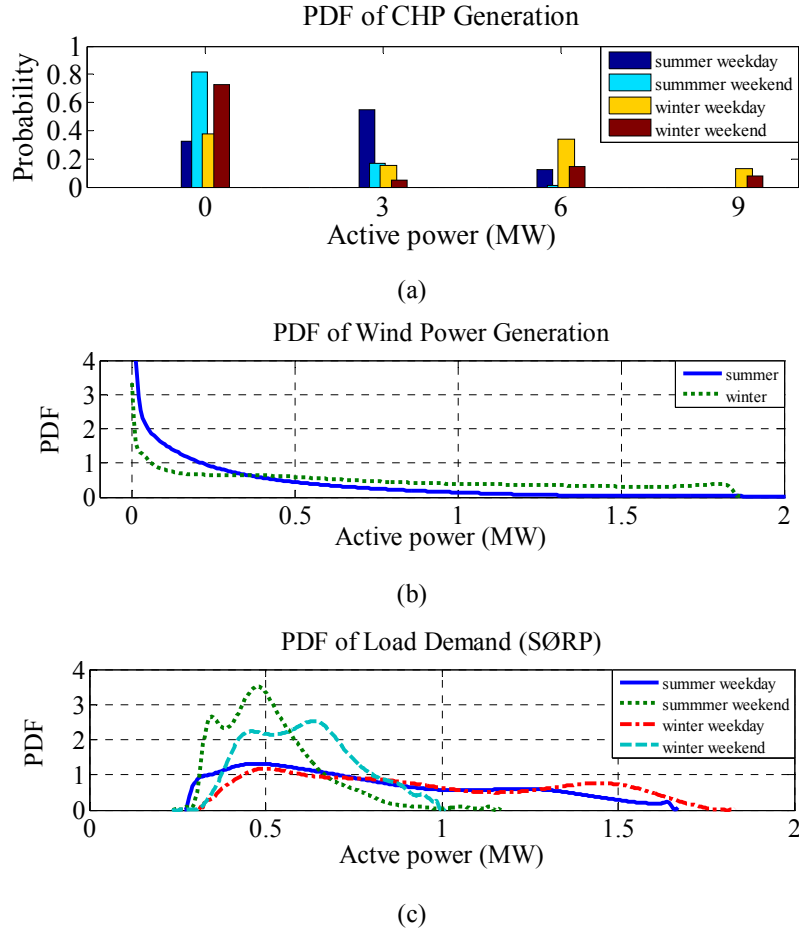 PDF of CHP Generation
Probability
1
0.8
0.6
0.4
0.2
0
summer weekday
summmer weekend
winter weekday
winter weekend
0 3 6 9
Active power (MW)
(a)
PDF of Wind Power Generation
PDF
4
3
2
1
0
summer
winter
0 0.5 1 1.5 2
Active power (MW)
(b)
PDF of Load Demand (SØRP)
PDF
4
3
2
1
0
summer weekday
summmer weekend
winter weekday
winter weekend
0 0.5 1 1.5 2
Actve power (MW)
(c)